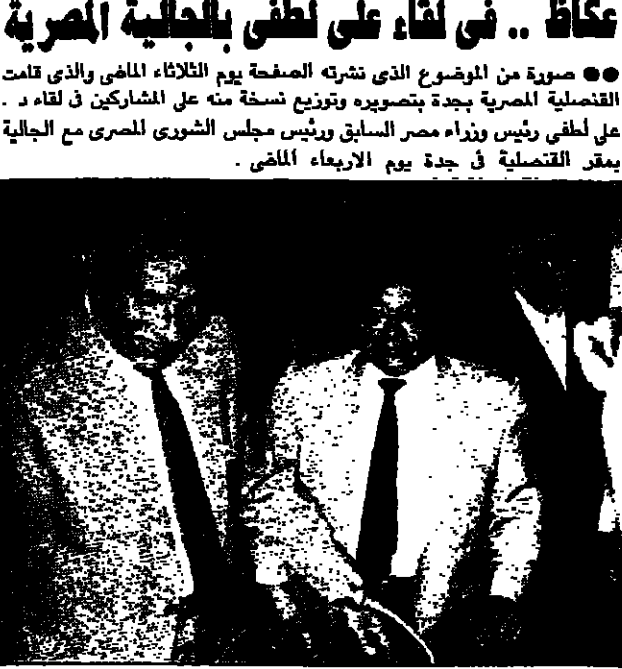 عكاظ .. في لقاء على لطفى بالجالية المصرية
●● صورة من الموضوع الذى نشرته الصفحة يوم الثلاثاء الماضى والذى قامت
القنصلية المصرية بجدة بتصويره وتوزيع نسخة منه على المشاركين فى لقاء د .
على لطفى رئيس وزراء مصر السابق ورئيس مجلس الشورى المصرى مع الجالية
بمقر القنصلية فى جدة يوم الاربعاء الماضى .